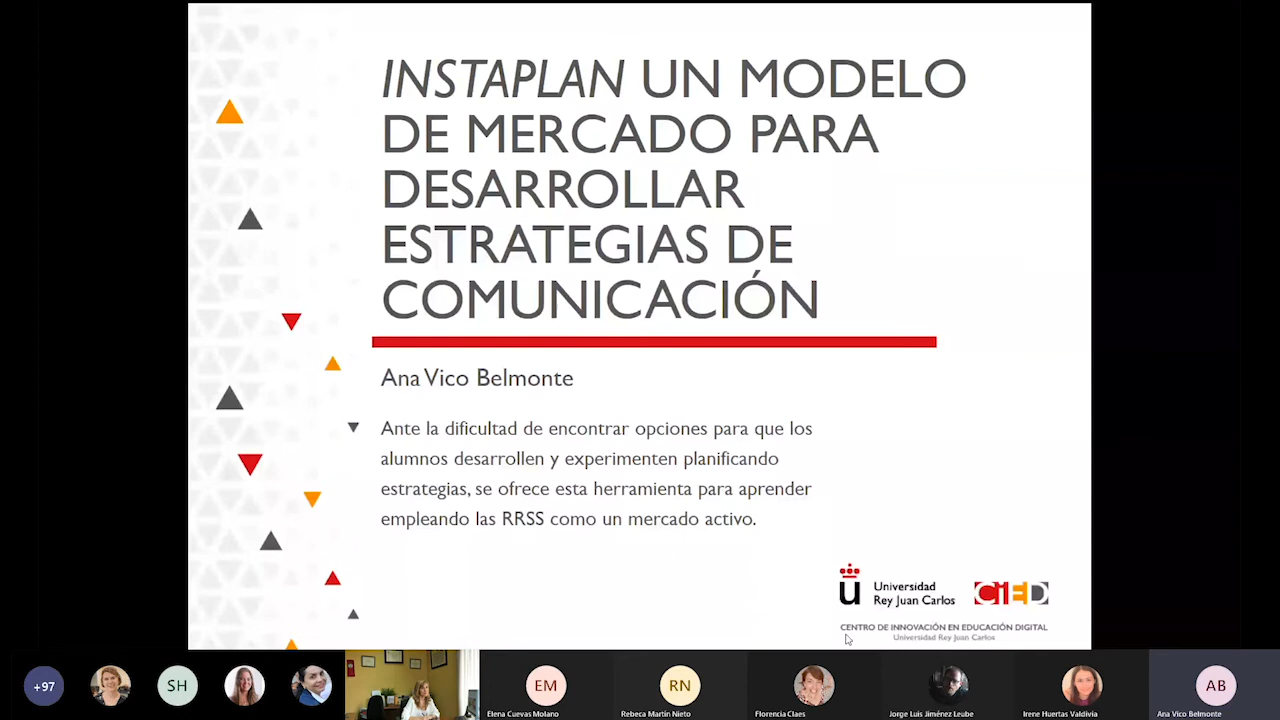 INSTAPLAN UN MODELO
DE MERCADO PARA
DESARROLLAR
ESTRATEGIAS DE
COMUNICACIÓN
Ana Vico Belmonte
Ante la dificultad de encontrar opciones para que los
alumnos desarrollen y experimenten planificando
estrategias, se ofrece esta herramienta para aprender
empleando las RRSS como un mercado activo.
u Universidad
Rey Juan Carlos
CiED
CENTRO DE INNOVACIÓN EN EDUCACIÓN DIGITAL
Universidad Rey Juan Carlos
+97
SH
EM
RN
AB
Elena Cuevas Molano
Rebeca Martín Nieto
Florencia Claes
Jorge Luis Jiménez Leube
Irene Huertas Valdivia
Ana Vico Belmonte